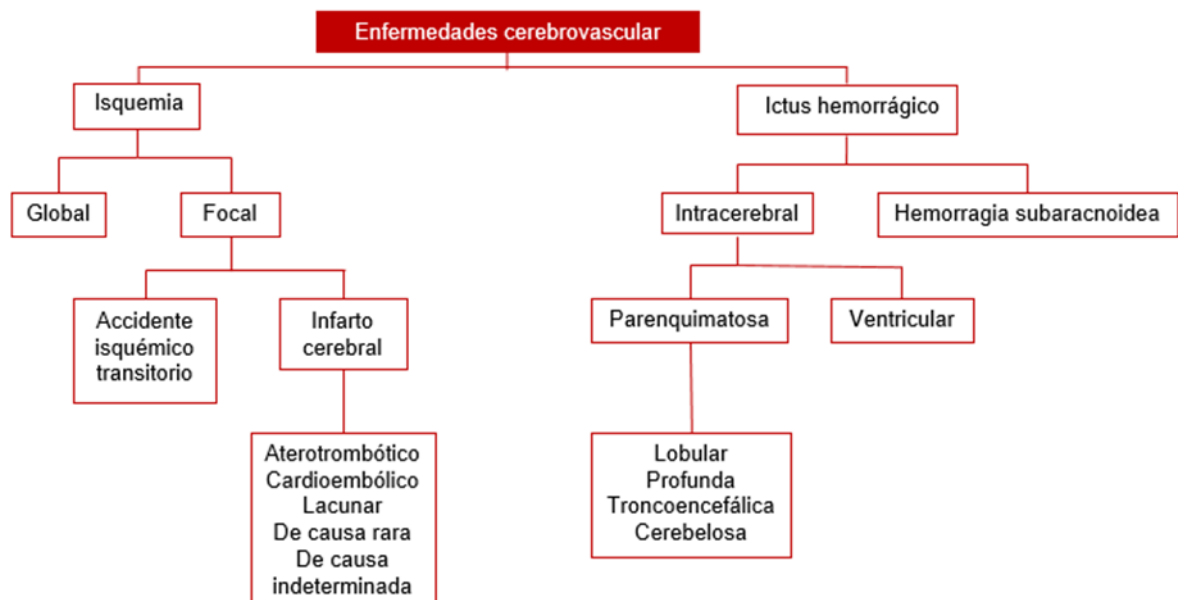 Enfermedades cerebrovascular
Isquemia
Ictus hemorrágico
Global
Focal
Intracerebral
Hemorragia subaracnoidea
Accidente
isquémico
transitorio
Infarto
cerebral
Parenquimatosa
Ventricular
Aterotrombótico
Cardioembólico
Lacunar
De causa rara
De causa
indeterminada
Lobular
Profunda
Troncoencefálica
Cerebelosa